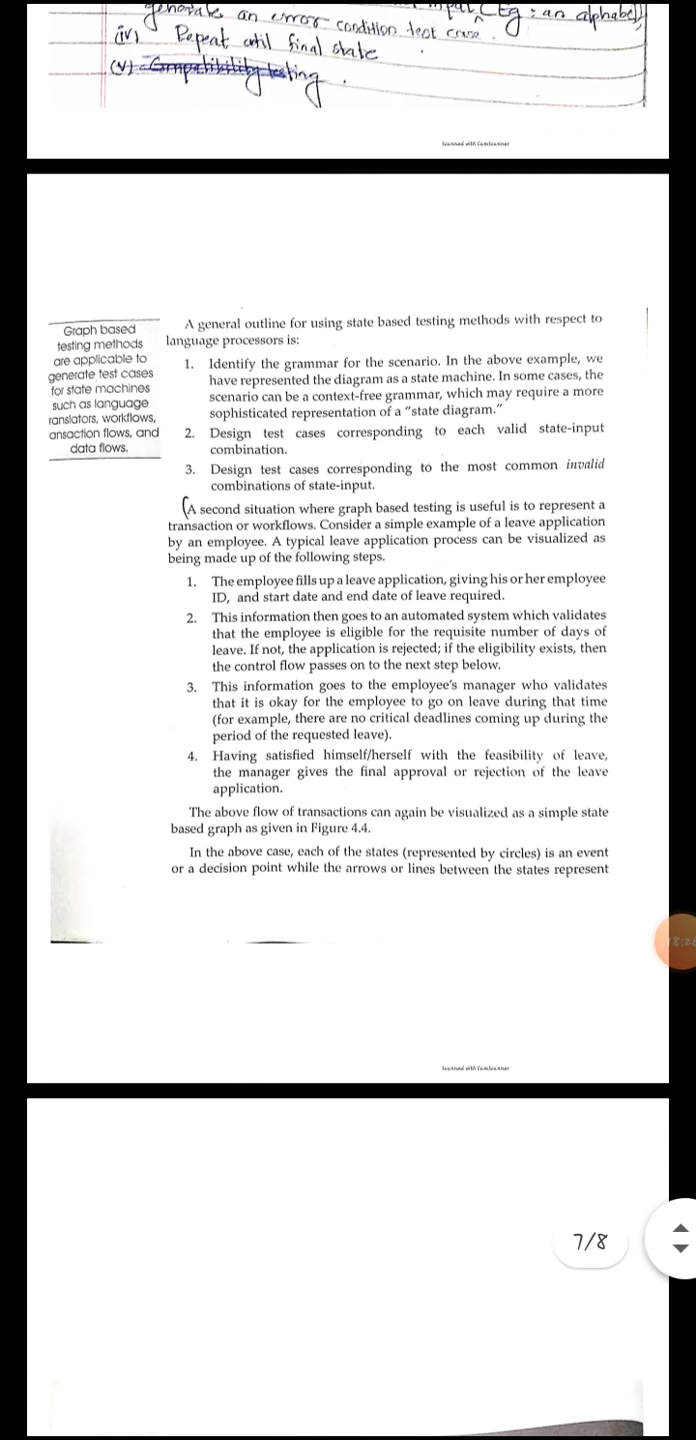 generate an error condition test case. input (Eg : an alphabet)
(iv) Repeat until final state
(v) Compatibility testing.
Scanned with CamScanner
Graph based
testing methods
are applicable to
generate test cases
for state machines
such as language
ranslators, workflows,
ansaction flows, and
data flows.
A general outline for using state based testing methods with respect to
language processors is:
1. Identify the grammar for the scenario. In the above example, we
have represented the diagram as a state machine. In some cases, the
scenario can be a context-free grammar, which may require a more
sophisticated representation of a “state diagram.”
2. Design test cases corresponding to each valid state-input
combination.
3. Design test cases corresponding to the most common invalid
combinations of state-input.
(A second situation where graph based testing is useful is to represent a
transaction or workflows. Consider a simple example of a leave application
by an employee. A typical leave application process can be visualized as
being made up of the following steps.
1. The employee fills up a leave application, giving his or her employee
ID, and start date and end date of leave required.
2. This information then goes to an automated system which validates
that the employee is eligible for the requisite number of days of
leave. If not, the application is rejected; if the eligibility exists, then
the control flow passes on to the next step below.
3. This information goes to the employee's manager who validates
that it is okay for the employee to go on leave during that time
(for example, there are no critical deadlines coming up during the
period of the requested leave).
4. Having satisfied himself/herself with the feasibility of leave,
the manager gives the final approval or rejection of the leave
application.
The above flow of transactions can again be visualized as a simple state
based graph as given in Figure 4.4.
In the above case, each of the states (represented by circles) is an event
or a decision point while the arrows or lines between the states represent
Scanned with CamScanner
7/8